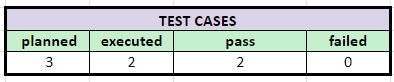 TEST CASES
planned executed pass failed
3 2 2 0